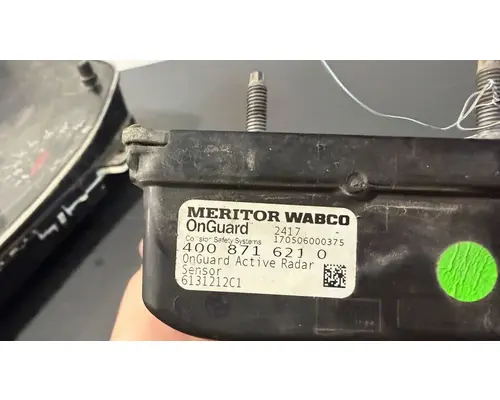 MERITOR WABCO
OnGuard 2417 -
Collision Safety Systems 170506000375
400 871 621 0
OnGuard Active Radar
Sensor
6131212C1